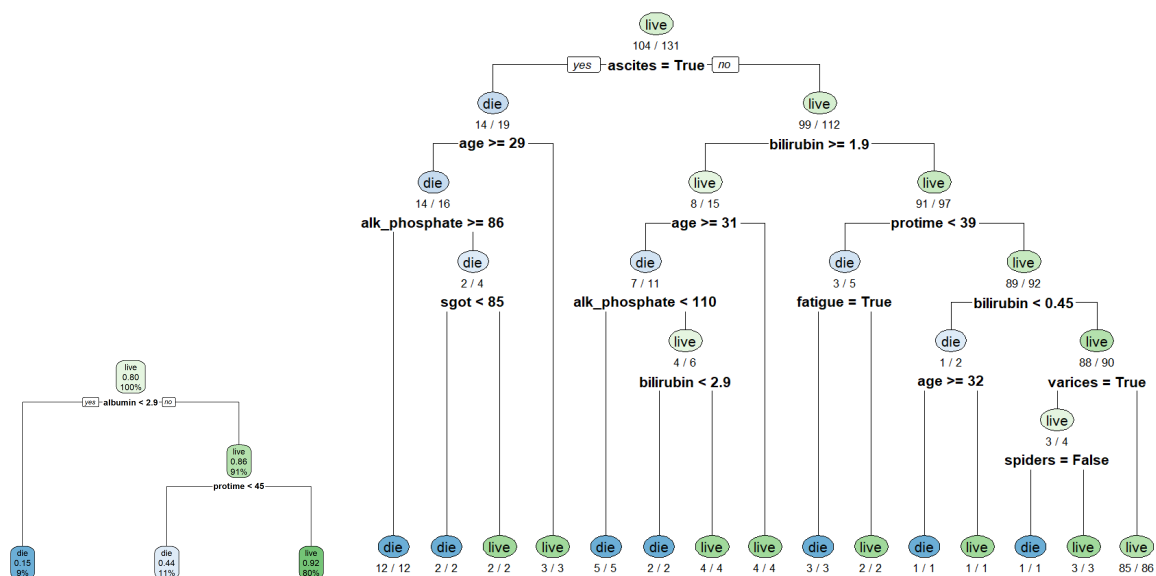 live
104 / 131
yes ascites = True no
die live
14 / 19 99 / 112
age >= 29 bilirubin >= 1.9
die live live
14 / 16 8 / 15 91 / 97
alk_phosphate >= 86 age >= 31 protime < 39
die die die live
2 / 4 7 / 11 3 / 5 89 / 92
sgot < 85 alk_phosphate < 110 fatigue = True bilirubin < 0.45
live die live
4 / 6 1 / 2 88 / 90
bilirubin < 2.9 age >= 32 varices = True
live
3 / 4
spiders = False
die die live live die die live live die live die live die live live
12 / 12 2 / 2 2 / 2 3 / 3 5 / 5 2 / 2 4 / 4 4 / 4 3 / 3 2 / 2 1 / 1 1 / 1 1 / 1 3 / 3 85 / 86
live
0.80
100%
yes albumin < 2.9 no
live
0.86
91%
protime < 45
die die live
0.15 0.44 0.92
9% 11% 80%